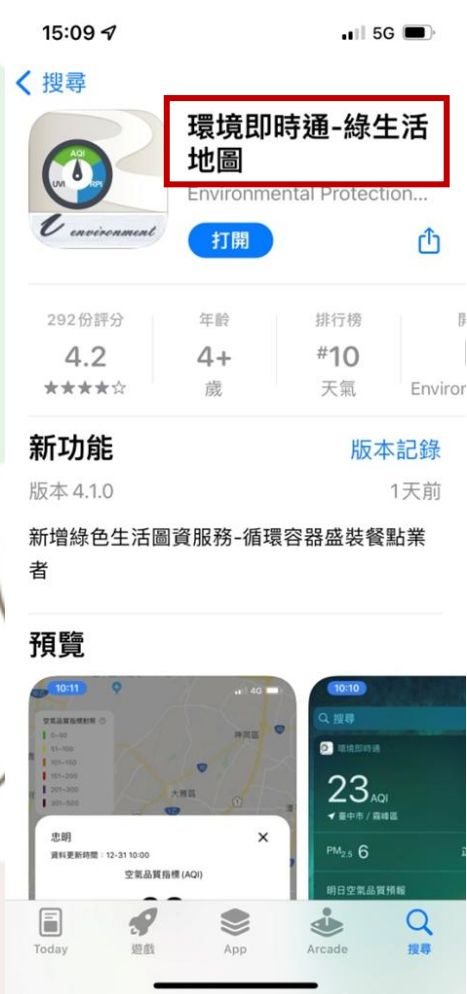 15:09
5G
搜尋
環境即時通-綠生活
地圖
Environmental Protection...
AQI
UVI
RPI
environment
打開
292 份評分
年齡
排行榜
4.2
4+
#10
★★★★☆
歲
天氣
Environ
新功能
版本記錄
版本 4.1.0
1天前
新增綠色生活圖資服務-循環容器盛裝餐點業
者
預覽
10:11
4G
空氣品質指標對照
0~50
51~100
101~150
151~200
201~300
301~500
神岡區
大雅區
忠明
資料更新時間：12-31 10:00
空氣品質指標 (AQI)
10:10
搜尋
環境即時通
23 AQI
臺中市 / 霧峰區
PM2.5 6
明日空氣品質預報
Today
遊戲
App
Arcade
搜尋